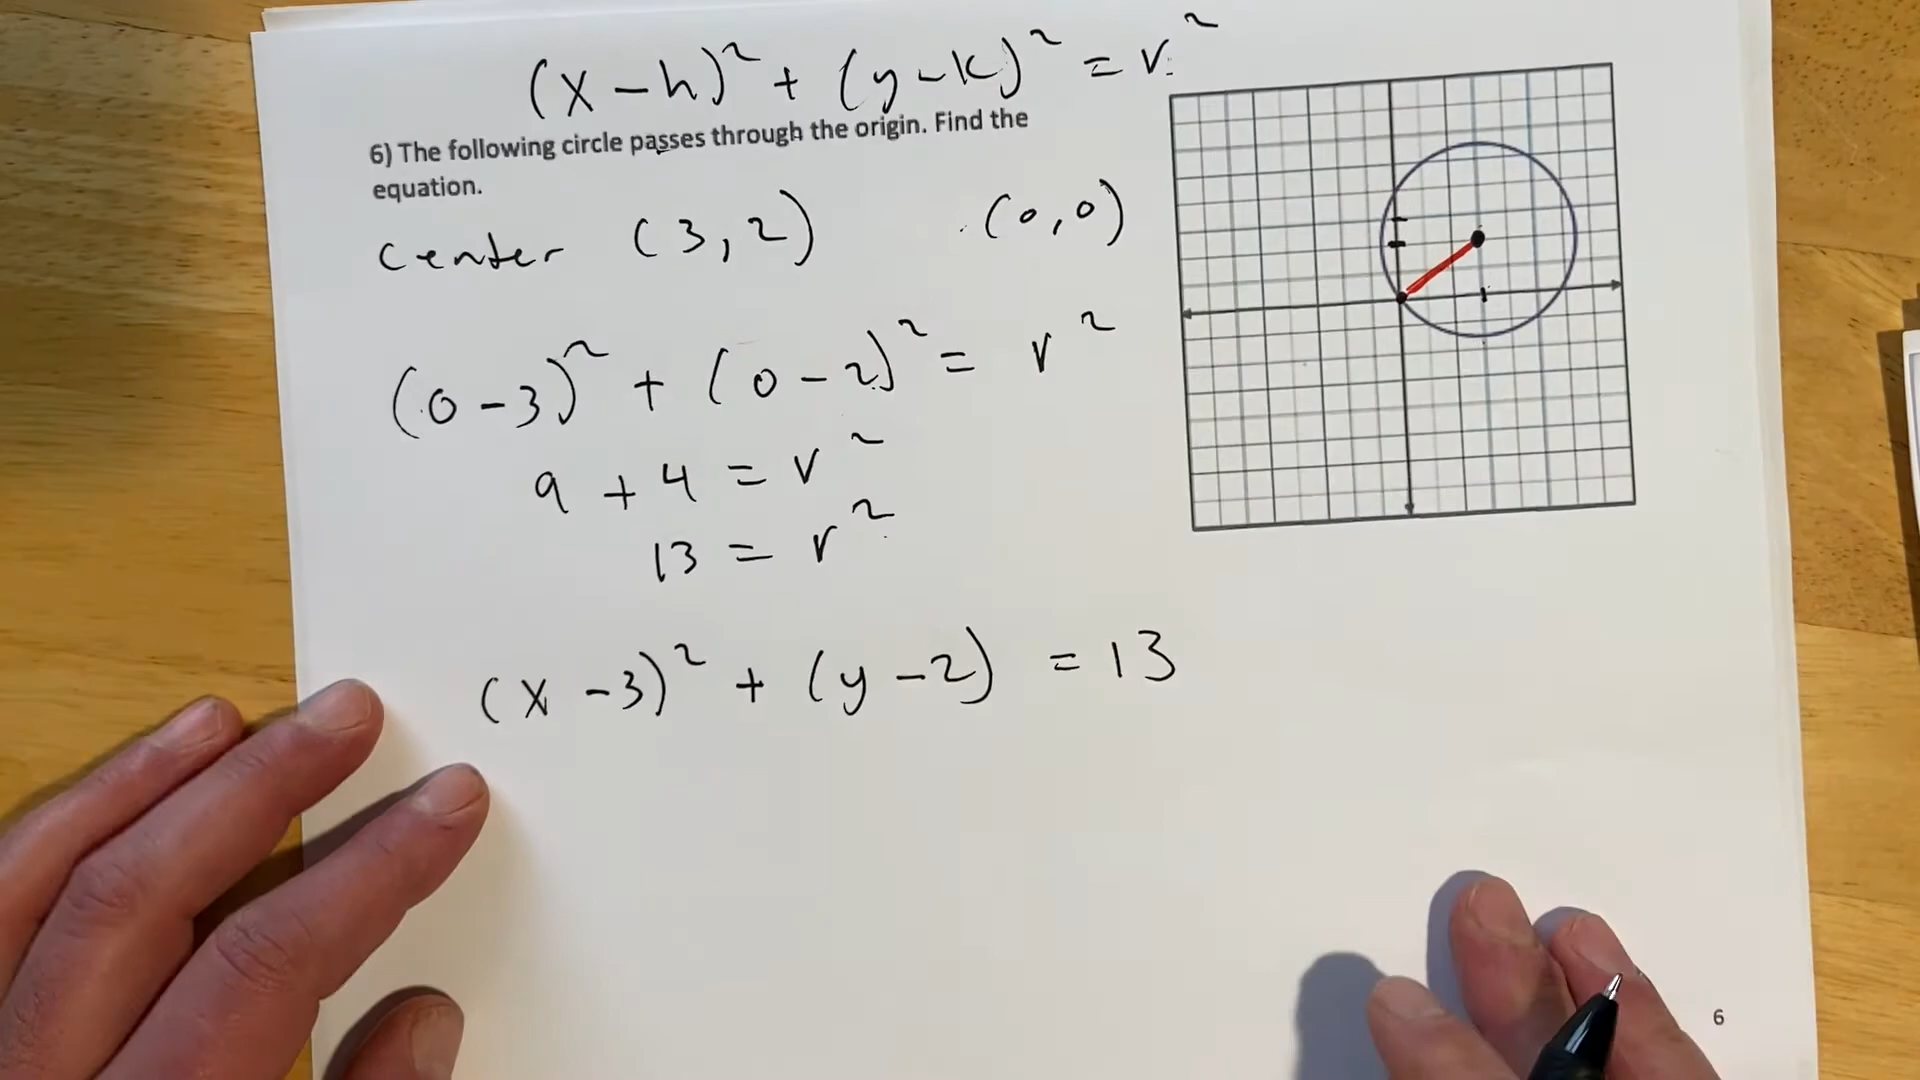 (x - h)² + (y - k)² = r²
6) The following circle passes through the origin. Find the
equation.
center (3, 2) (0, 0)
(0 - 3)² + (0 - 2)² = r²
9 + 4 = r²
13 = r²
(x - 3)² + (y - 2) = 13
6